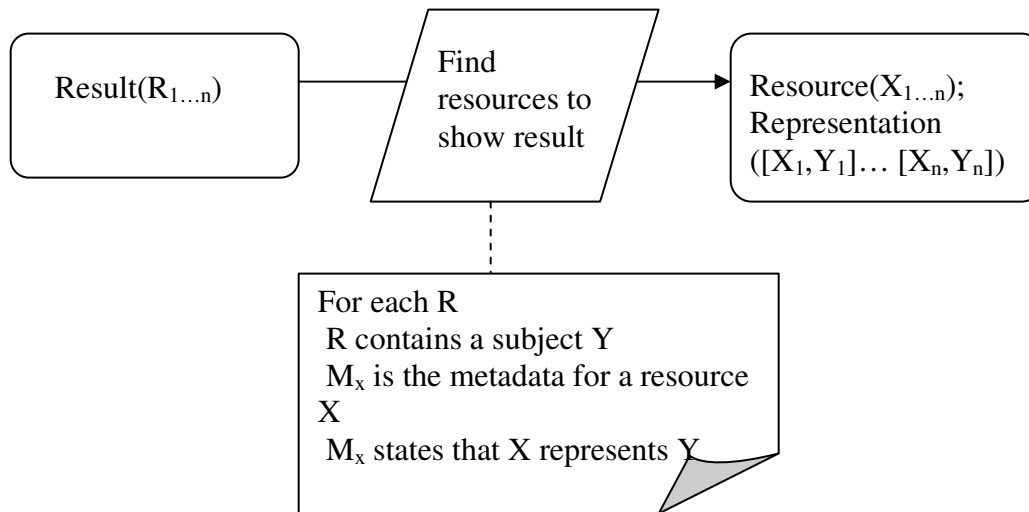 Result(R₁…ₙ)
Find
resources to
show result
Resource(X₁…ₙ);
Representation
([X₁,Y₁]… [Xₙ,Yₙ])
For each R
R contains a subject Y
Mₓ is the metadata for a resource
X
Mₓ states that X represents Y